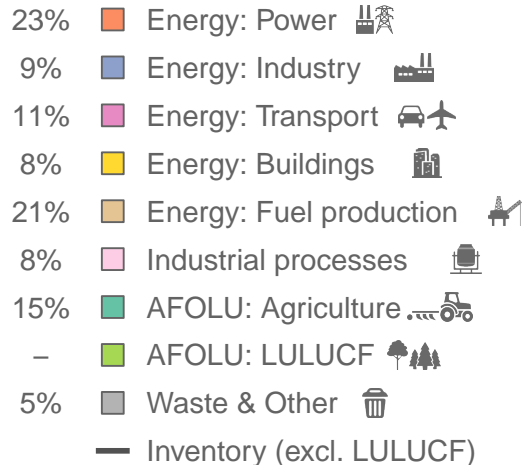 23% Energy: Power
9% Energy: Industry
11% Energy: Transport
8% Energy: Buildings
21% Energy: Fuel production
8% Industrial processes
15% AFOLU: Agriculture
– AFOLU: LULUCF
5% Waste & Other
Inventory (excl. LULUCF)